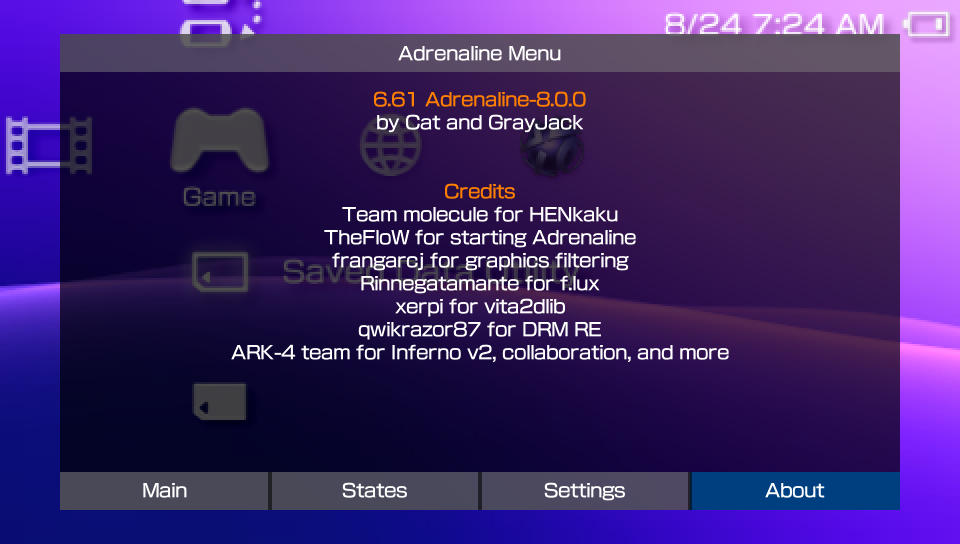 8/24 7:24 AM
Adrenaline Menu
6.61 Adrenaline-8.0.0
by Cat and GrayJack
Game
Credits
Team molecule for HENkaku
TheFloW for starting Adrenaline
frangarcj for graphics filtering
Saved Data Utility
Rinnegatamante for f.lux
xerpi for vita2dlib
qwikrazor87 for DRM RE
ARK-4 team for Inferno v2, collaboration, and more
Main
States
Settings
About